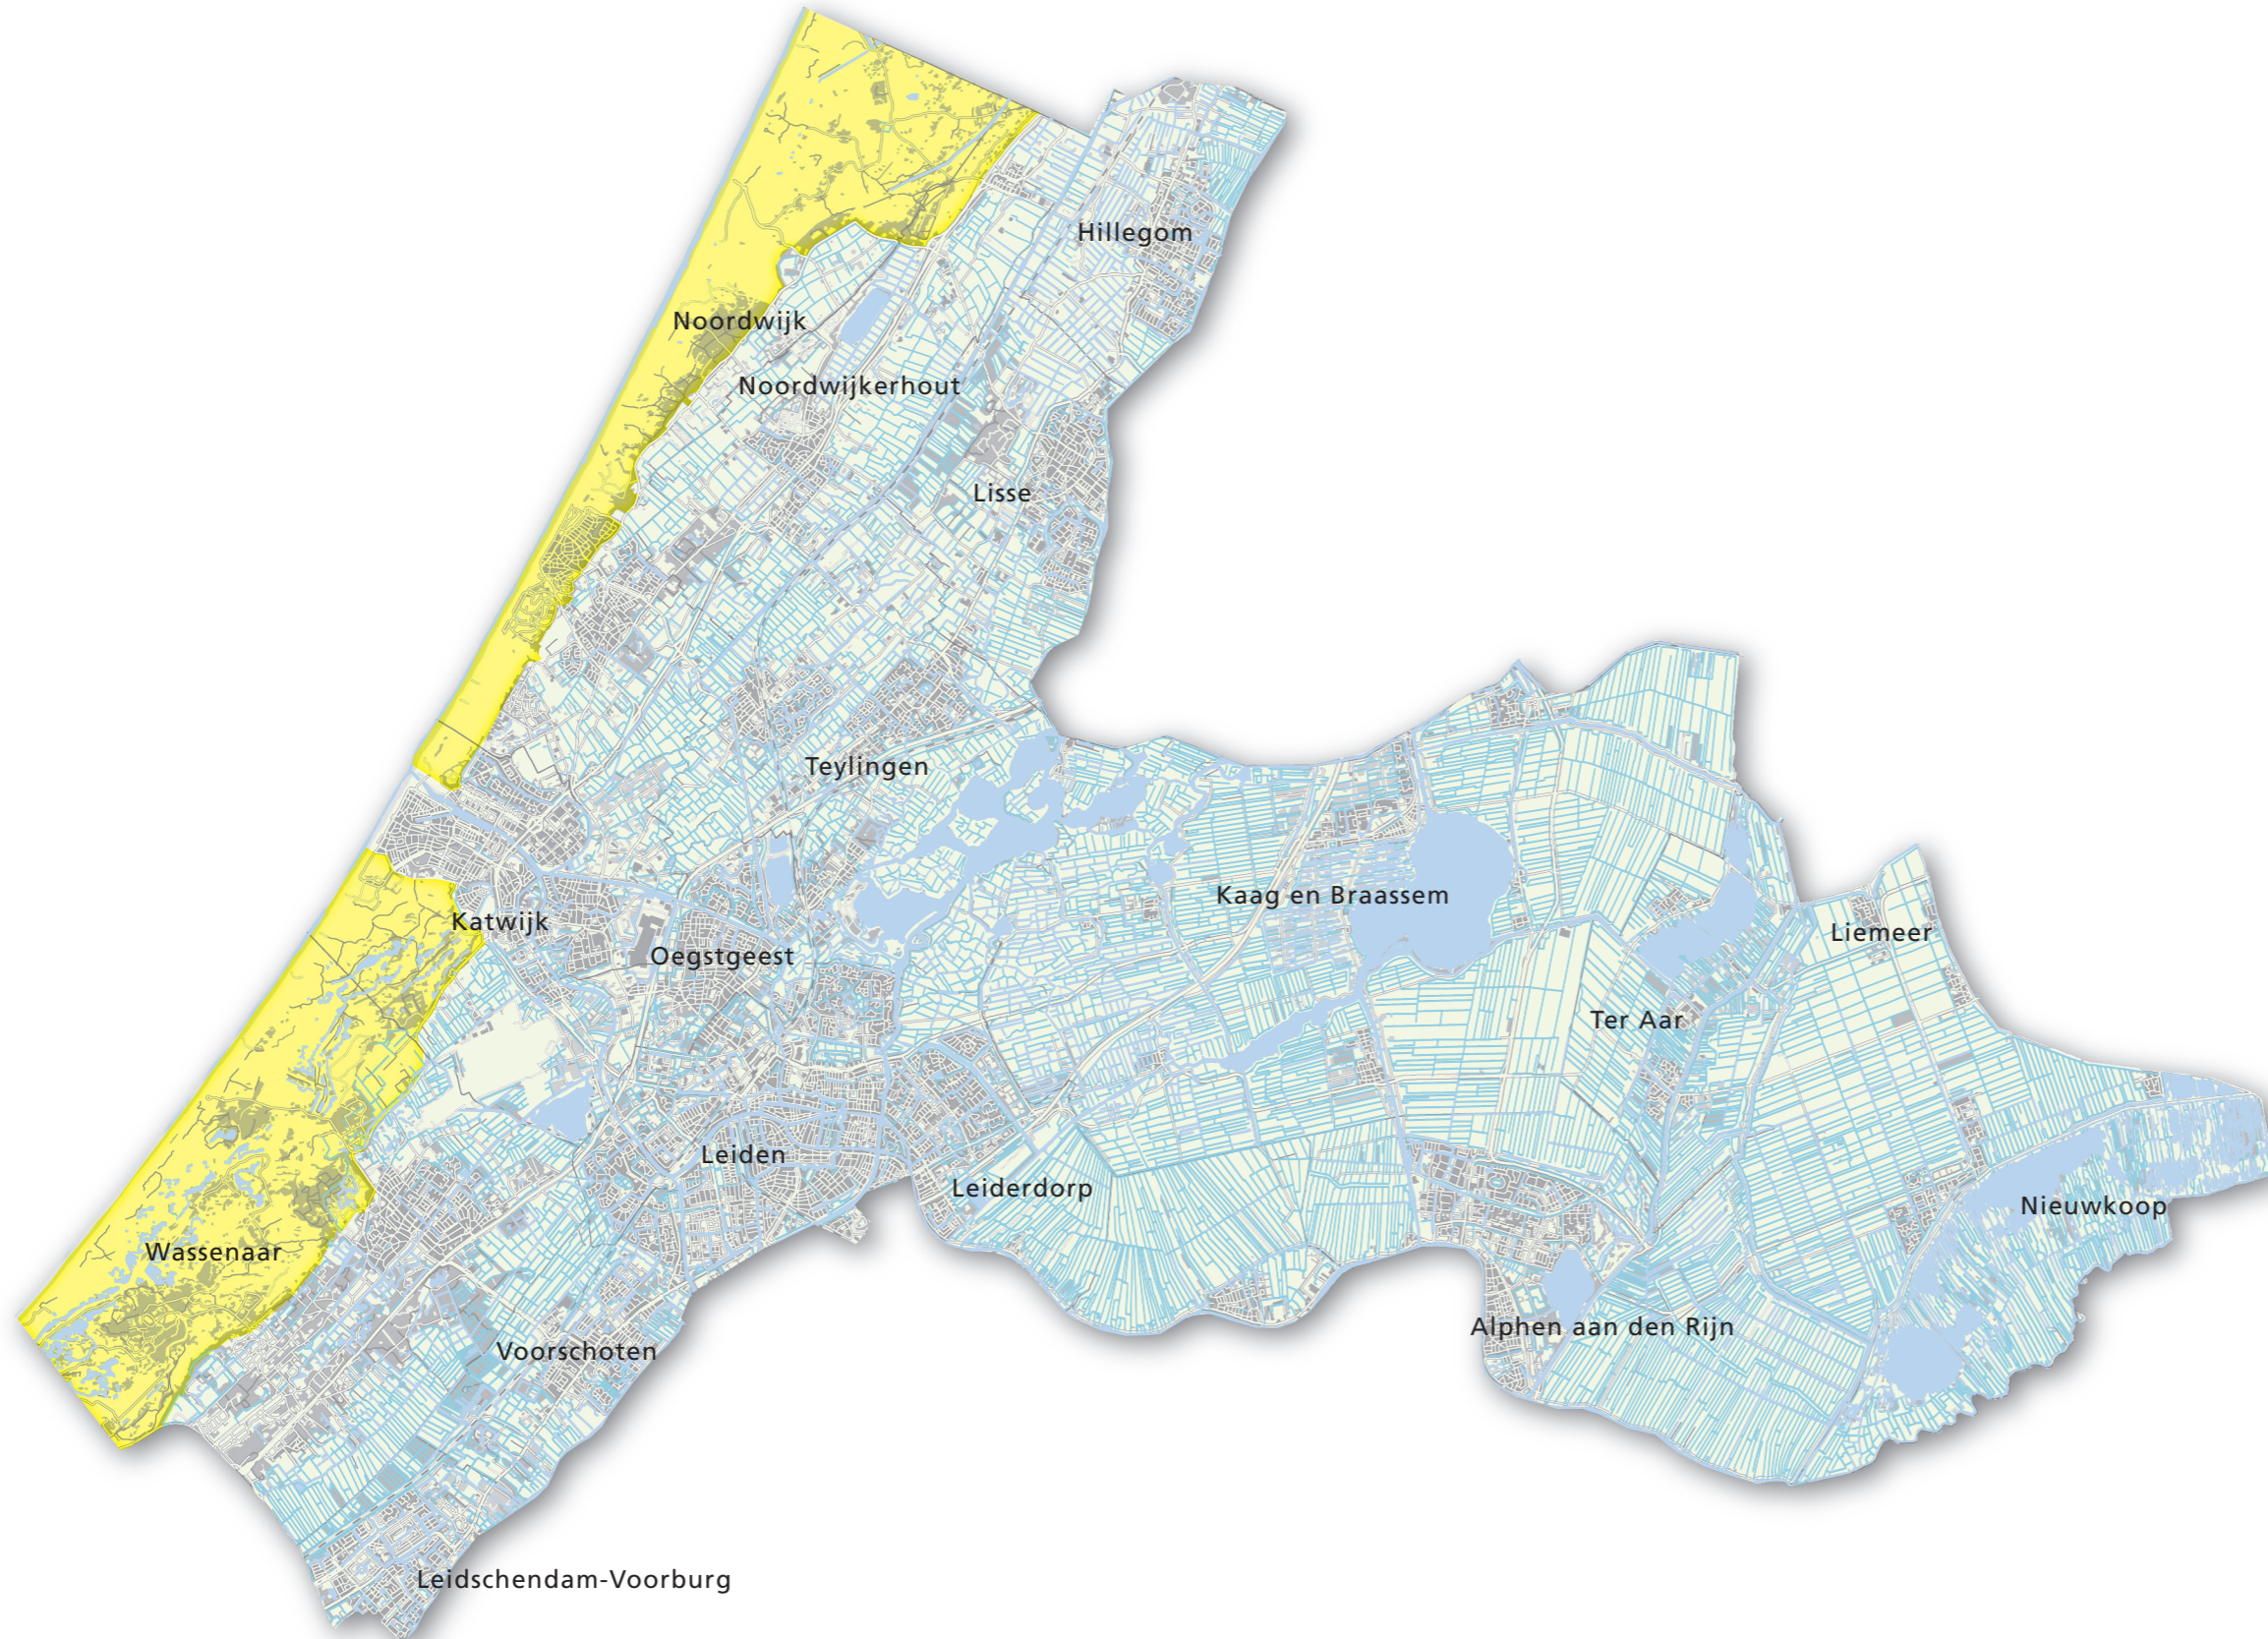 Hillegom
Noordwijk
Noordwijkerhout
Lisse
Teylingen
Kaag en Braassem
Katwijk
Liemeer
Oegstgeest
Ter Aar
Leiden
Leiderdorp
Nieuwkoop
Wassenaar
Alphen aan den Rijn
Voorschoten
Leidschendam-Voorburg